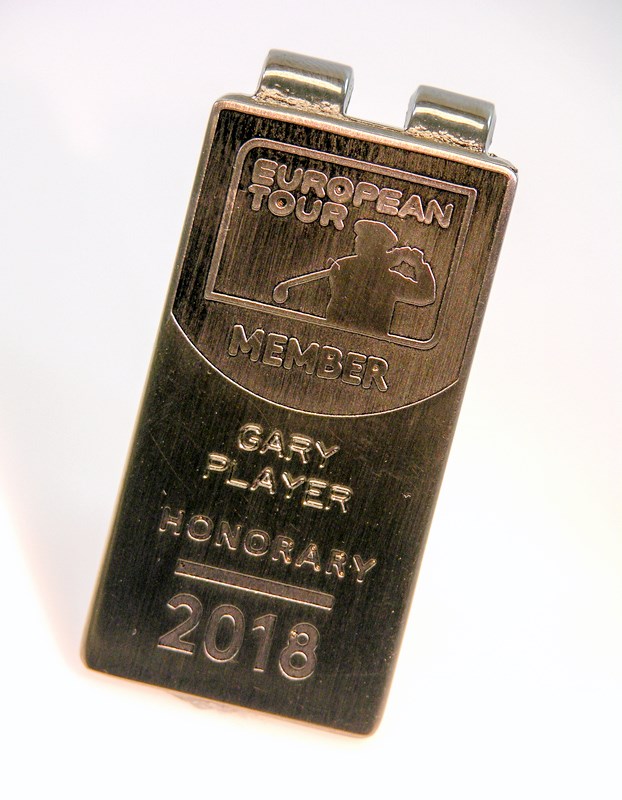 EUROPEAN
TOUR
MEMBER
GARY
PLAYER
HONORARY
2018